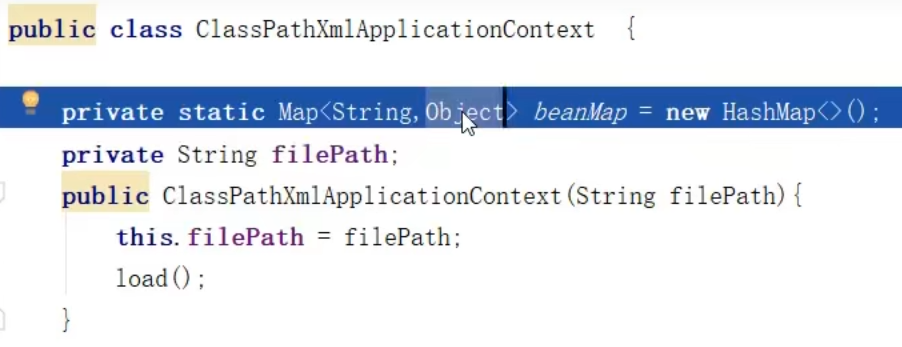 public class ClassPathXmlApplicationContext {
private static Map<String,Object> beanMap = new HashMap<>();
private String filePath;
public ClassPathXmlApplicationContext(String filePath){
this.filePath = filePath;
load();
}